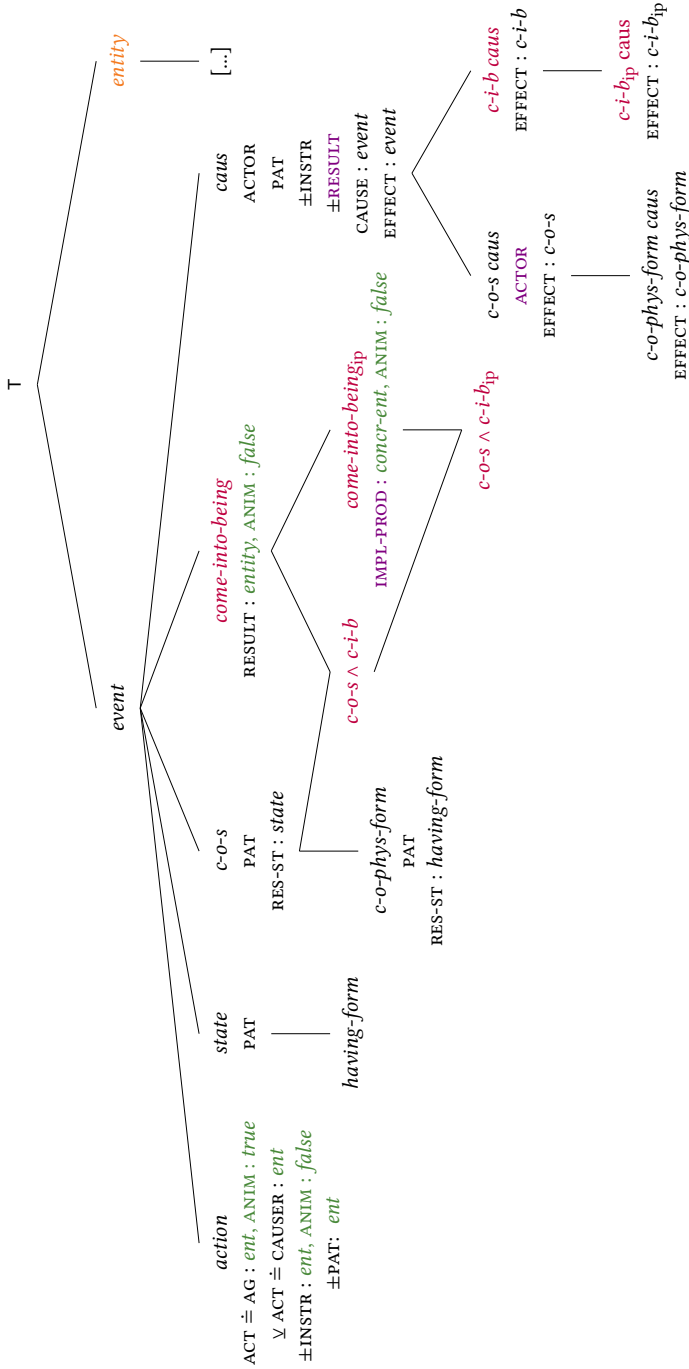 ⊤
event
entity
action
ACT ≐ AG : ent, ANIM : true
⊻ ACT ≐ CAUSER : ent
±INSTR : ent, ANIM : false
±PAT: ent
state
PAT
c-o-s
PAT
RES-ST : state
come-into-being
RESULT : entity, ANIM : false
caus
ACTOR
PAT
±INSTR
±RESULT
CAUSE : event
EFFECT : event
[...]
having-form
c-o-phys-form
PAT
RES-ST : having-form
c-o-s ∧ c-i-b
come-into-being_ip
IMPL-PROD : concr-ent, ANIM : false
c-o-s ∧ c-i-b_ip
c-o-s caus
ACTOR
EFFECT : c-o-s
c-i-b caus
EFFECT : c-i-b
c-o-phys-form caus
EFFECT : c-o-phys-form
c-i-b_ip caus
EFFECT : c-i-b_ip